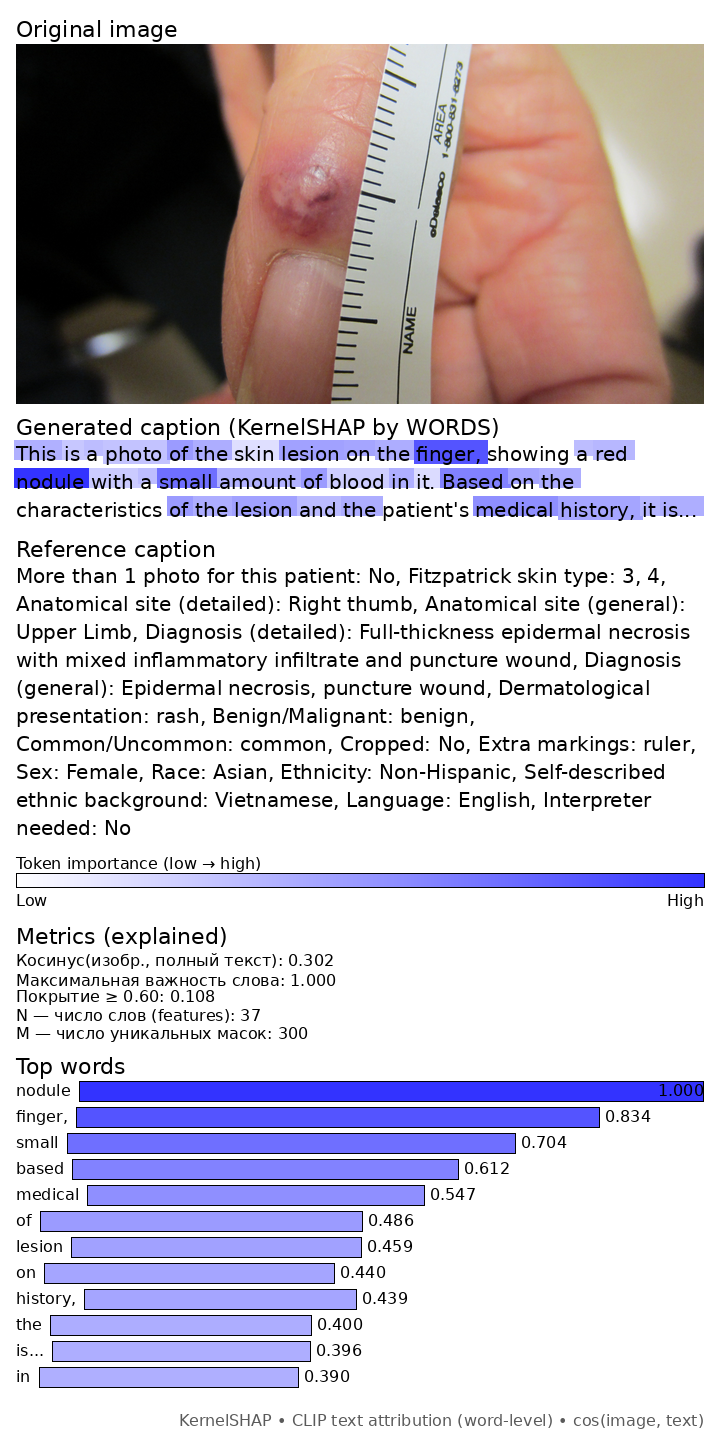 Original image
AREA
1-800-831-6273
NAME
Generated caption (KernelSHAP by WORDS)
This is a photo of the skin lesion on the finger, showing a red
nodule with a small amount of blood in it. Based on the
characteristics of the lesion and the patient's medical history, it is...
Reference caption
More than 1 photo for this patient: No, Fitzpatrick skin type: 3, 4,
Anatomical site (detailed): Right thumb, Anatomical site (general):
Upper Limb, Diagnosis (detailed): Full-thickness epidermal necrosis
with mixed inflammatory infiltrate and puncture wound, Diagnosis
(general): Epidermal necrosis, puncture wound, Dermatological
presentation: rash, Benign/Malignant: benign,
Common/Uncommon: common, Cropped: No, Extra markings: ruler,
Sex: Female, Race: Asian, Ethnicity: Non-Hispanic, Self-described
ethnic background: Vietnamese, Language: English, Interpreter
needed: No
Token importance (low → high)
Low High
Metrics (explained)
Косинус(изобр., полный текст): 0.302
Максимальная важность слова: 1.000
Покрытие ≥ 0.60: 0.108
N — число слов (features): 37
M — число уникальных масок: 300
Top words
nodule 1.000
finger, 0.834
small 0.704
based 0.612
medical 0.547
of 0.486
lesion 0.459
on 0.440
history, 0.439
the 0.400
is... 0.396
in 0.390
KernelSHAP • CLIP text attribution (word-level) • cos(image, text)